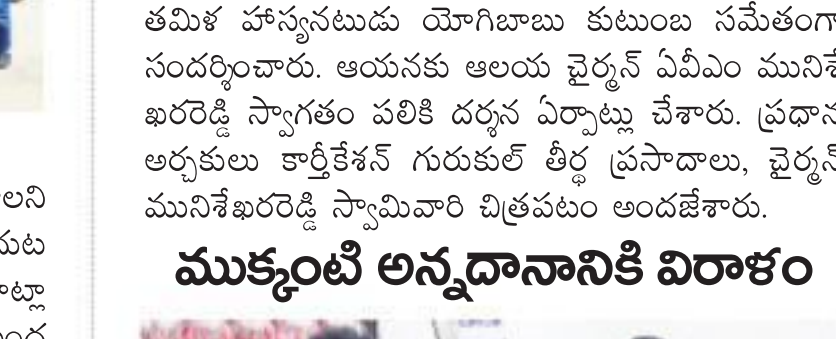 తమిళ హాస్యనటుడు యోగిబాబు కుటుంబ సమేతంగా
సందర్శించారు. ఆయనకు ఆలయ చైర్మన్ ఏవీఎం మునిశే
ఖరరెడ్డి స్వాగతం పలికి దర్శన ఏర్పాట్లు చేశారు. ప్రధాన
అర్చకులు కార్తీకేశన్ గురుకుల్ తీర్థ ప్రసాదాలు, చైర్మన్
మునిశేఖరరెడ్డి స్వామివారి చిత్రపటం అందజేశారు.
ముక్కంటి అన్నదానానికి విరాళం